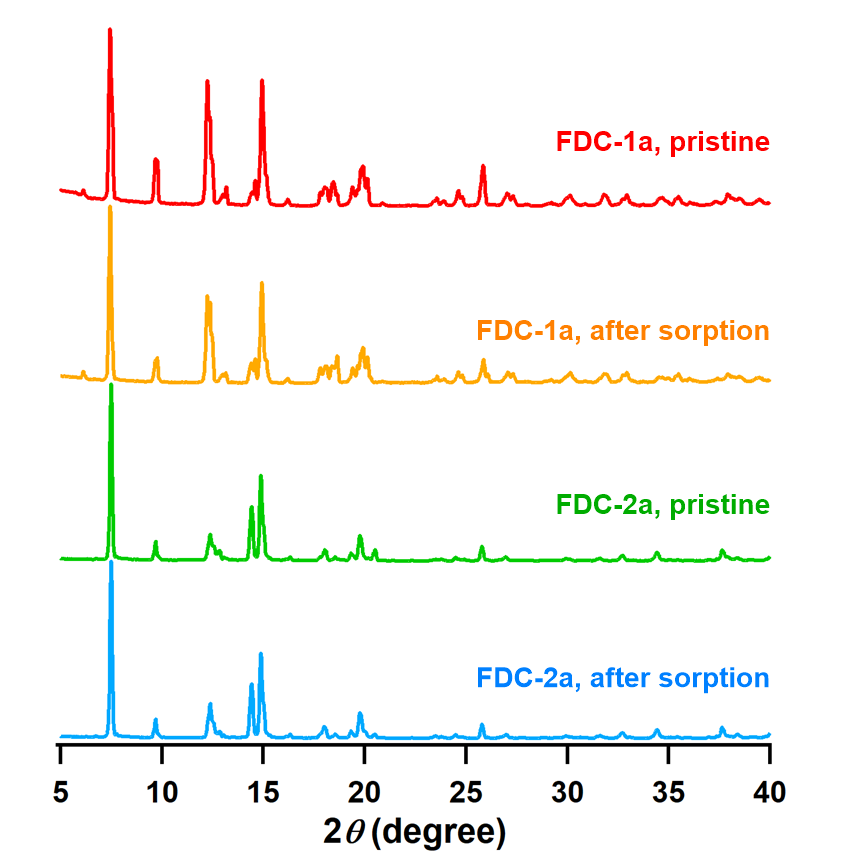 FDC-1a, pristine
FDC-1a, after sorption
FDC-2a, pristine
FDC-2a, after sorption
5 10 15 20 25 30 35 40
2θ (degree)